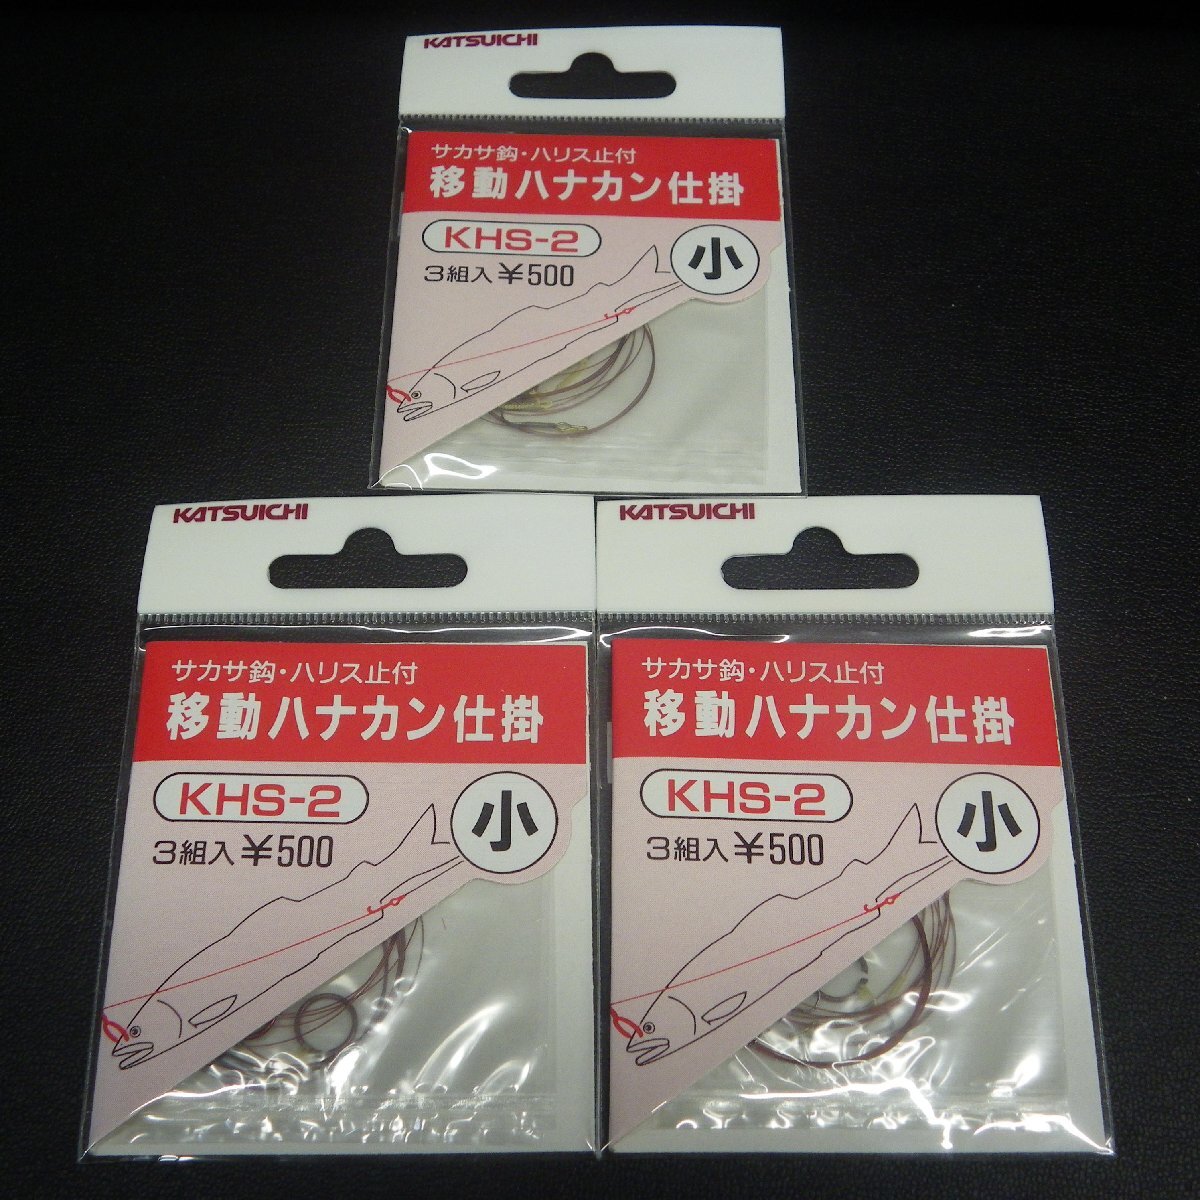 KATSUICHI
サカサ鈎・ハリス止付
移動ハナカン仕掛
KHS-2
小
3組入 ¥500
KATSUICHI
サカサ鈎・ハリス止付
移動ハナカン仕掛
KHS-2
小
3組入 ¥500
KATSUICHI
サカサ鈎・ハリス止付
移動ハナカン仕掛
KHS-2
小
3組入 ¥500